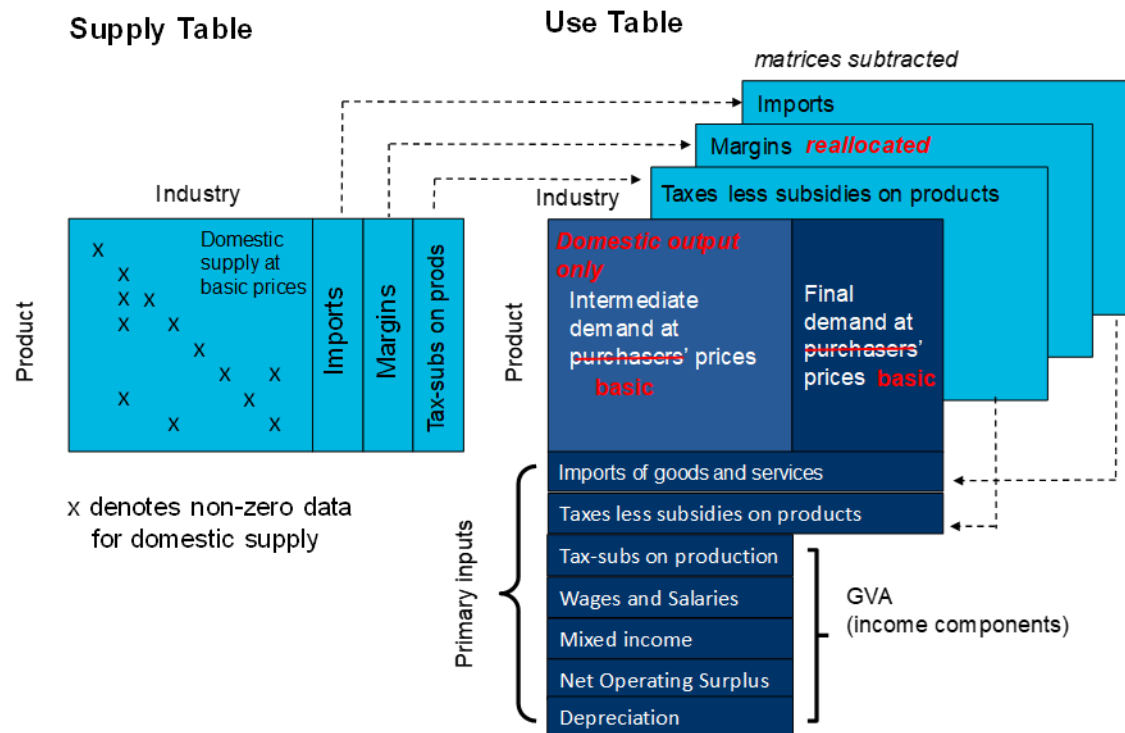 Supply Table
Use Table
matrices subtracted
Imports
Margins reallocated
Taxes less subsidies on products
Industry
Industry
Product
Domestic
supply at
basic prices
X
X
X X
X X
X
X X
X X
X X
Imports
Margins
Tax-subs on prods
Product
Domestic output
only
Intermediate
demand at
purchasers' prices
basic
Final
demand at
purchasers'
prices basic
x denotes non-zero data
for domestic supply
Primary inputs
Imports of goods and services
Taxes less subsidies on products
Tax-subs on production
Wages and Salaries
Mixed income
Net Operating Surplus
Depreciation
GVA
(income components)